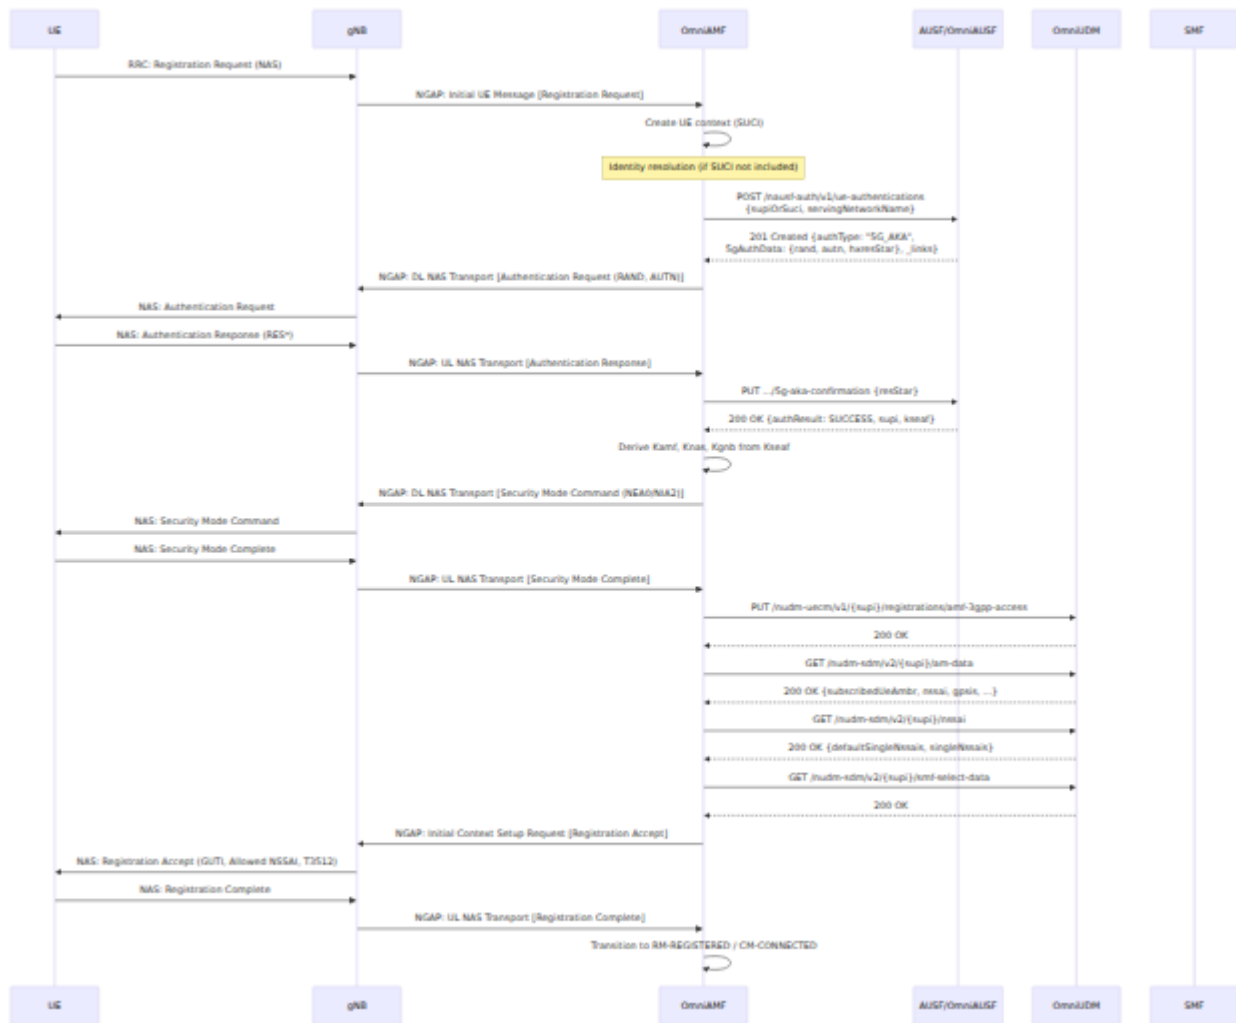 UE gNB OmniAMF AUSF/OmniAUSF OmniUDM SMF
RRC: Registration Request (NAS)
NGAP: Initial UE Message [Registration Request]
Create UE context (SUCI)
Identity resolution (if SUCI not included)
POST /nausf-auth/v1/ue-authentications
{supiOrSuci, servingNetworkName}
201 Created {authType: "5G_AKA",
5gAuthData: {rand, autn, hxresStar}, _links}
NGAP: DL NAS Transport [Authentication Request (RAND, AUTN)]
NAS: Authentication Request
NAS: Authentication Response (RES*)
NGAP: UL NAS Transport [Authentication Response]
PUT .../5g-aka-confirmation {resStar}
200 OK {authResult: SUCCESS, supi, kseaf}
Derive Kamf, Knas, Kgnb from Kseaf
NGAP: DL NAS Transport [Security Mode Command (NEA0/NIA2)]
NAS: Security Mode Command
NAS: Security Mode Complete
NGAP: UL NAS Transport [Security Mode Complete]
PUT /nudm-uecm/v1/{supi}/registrations/amf-3gpp-access
200 OK
GET /nudm-sdm/v2/{supi}/am-data
200 OK {subscribedUeAmbr, nssai, gpsis, ...}
GET /nudm-sdm/v2/{supi}/nssai
200 OK {defaultSingleNssais, singleNssais}
GET /nudm-sdm/v2/{supi}/smf-select-data
200 OK
NGAP: Initial Context Setup Request [Registration Accept]
NAS: Registration Accept (GUTI, Allowed NSSAI, T3512)
NAS: Registration Complete
NGAP: UL NAS Transport [Registration Complete]
Transition to RM-REGISTERED / CM-CONNECTED
UE gNB OmniAMF AUSF/OmniAUSF OmniUDM SMF